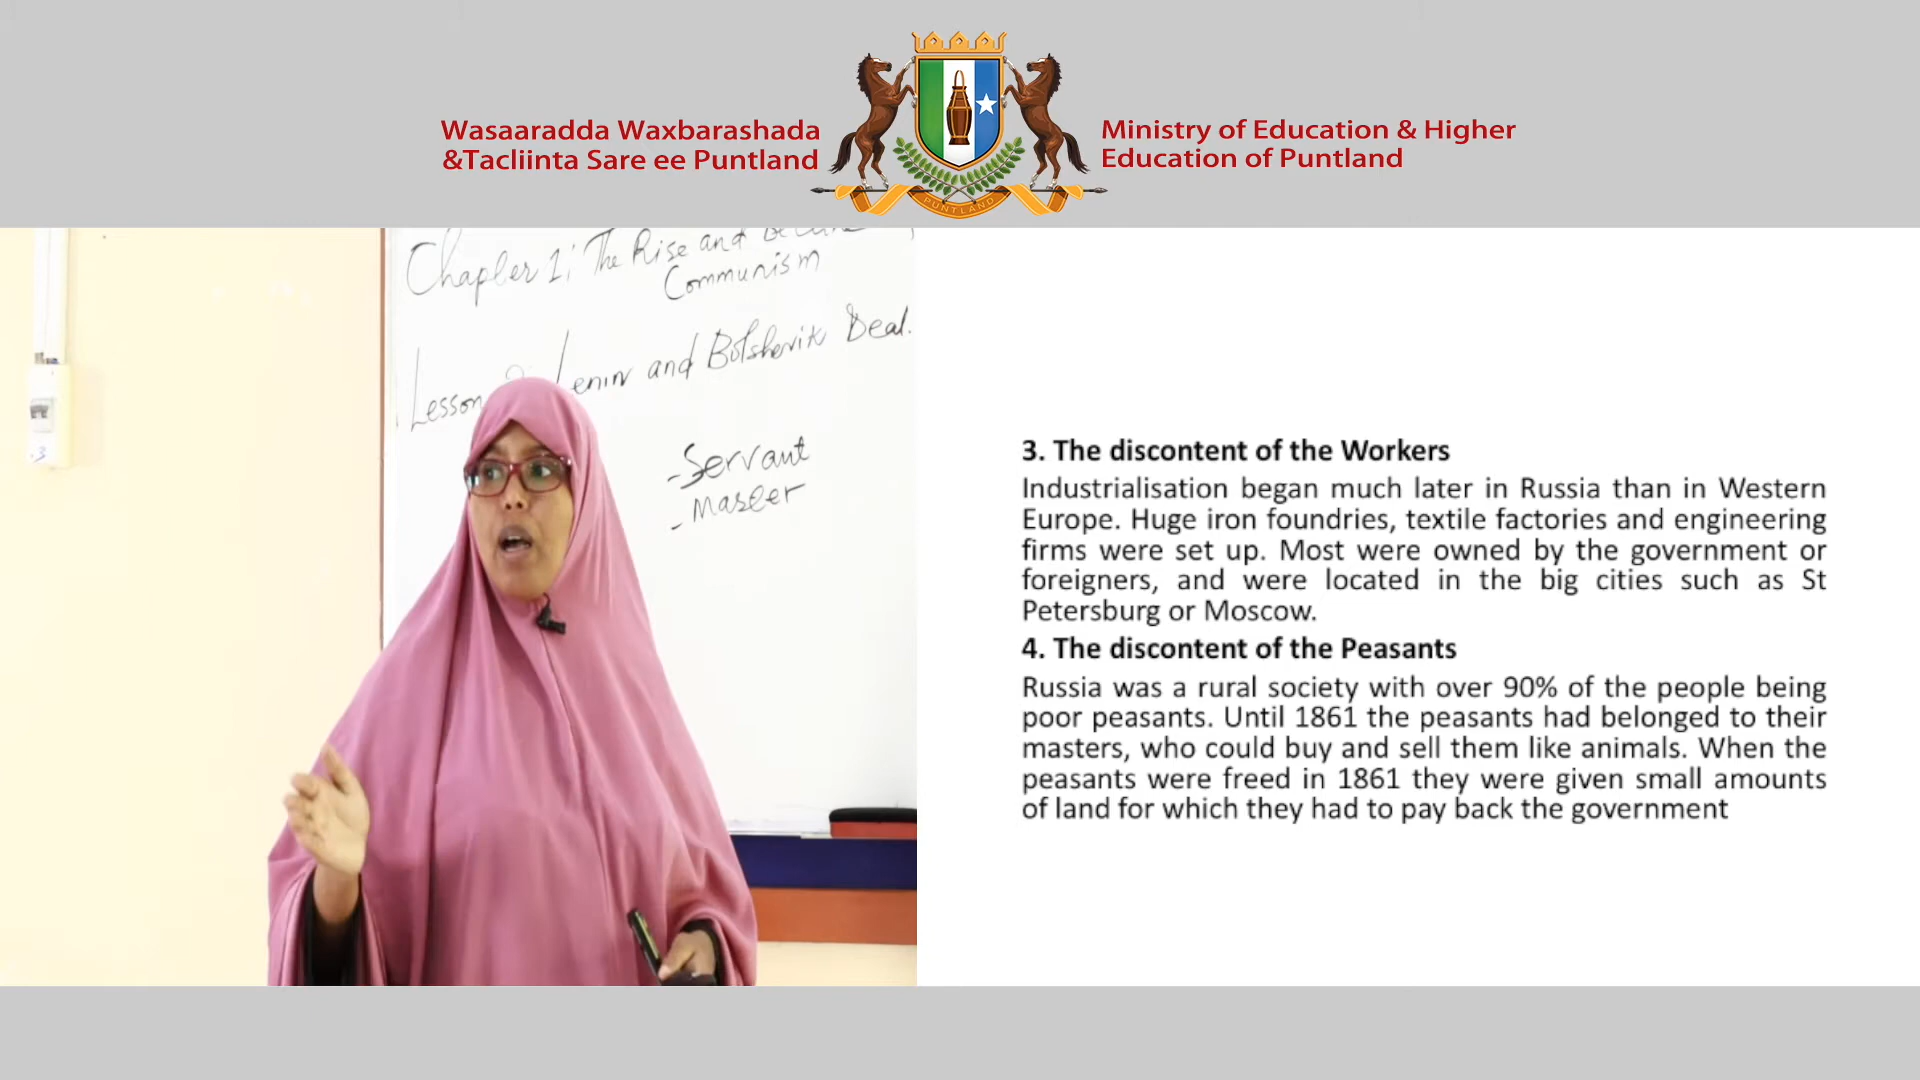 Wasaaradda Waxbarashada
&Tacliinta Sare ee Puntland
Ministry of Education & Higher
Education of Puntland
PUNTLAND
Chapter 1; The Rise and
Communism
Lesson Lenin and Bolshevik Deal.
- Servant
- Master
3. The discontent of the Workers
Industrialisation began much later in Russia than in Western
Europe. Huge iron foundries, textile factories and engineering
firms were set up. Most were owned by the government or
foreigners, and were located in the big cities such as St
Petersburg or Moscow.
4. The discontent of the Peasants
Russia was a rural society with over 90% of the people being
poor peasants. Until 1861 the peasants had belonged to their
masters, who could buy and sell them like animals. When the
peasants were freed in 1861 they were given small amounts
of land for which they had to pay back the government